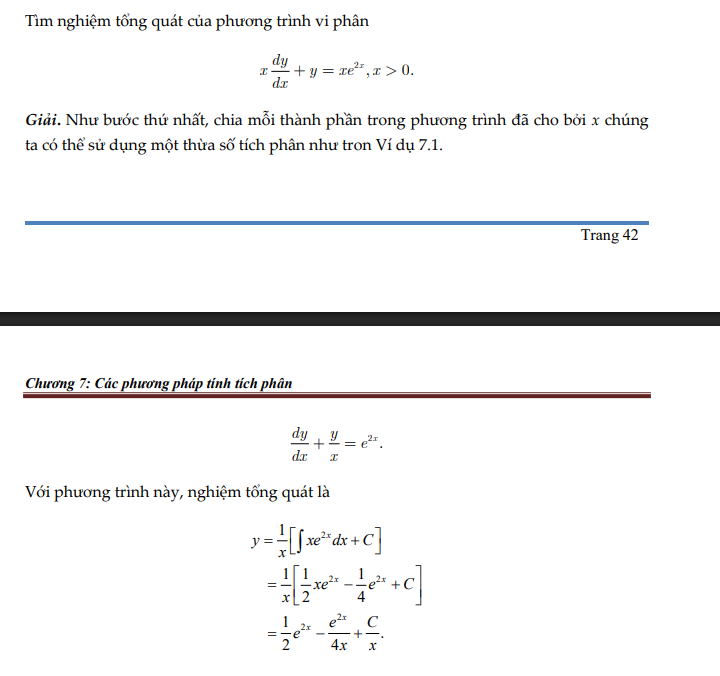 Tìm nghiệm tổng quát của phương trình vi phân
x dy/dx + y = xe^{2x}, x > 0.
Giải. Như bước thứ nhất, chia mỗi thành phần trong phương trình đã cho bởi x chúng
ta có thể sử dụng một thừa số tích phân như tron Ví dụ 7.1.
Trang 42
Chương 7: Các phương pháp tính tích phân
dy/dx + y/x = e^{2x}.
Với phương trình này, nghiệm tổng quát là
y = 1/x [∫ xe^{2x} dx + C]
= 1/x [1/2 xe^{2x} − 1/4 e^{2x} + C]
= 1/2 e^{2x} − e^{2x}/4x + C/x.